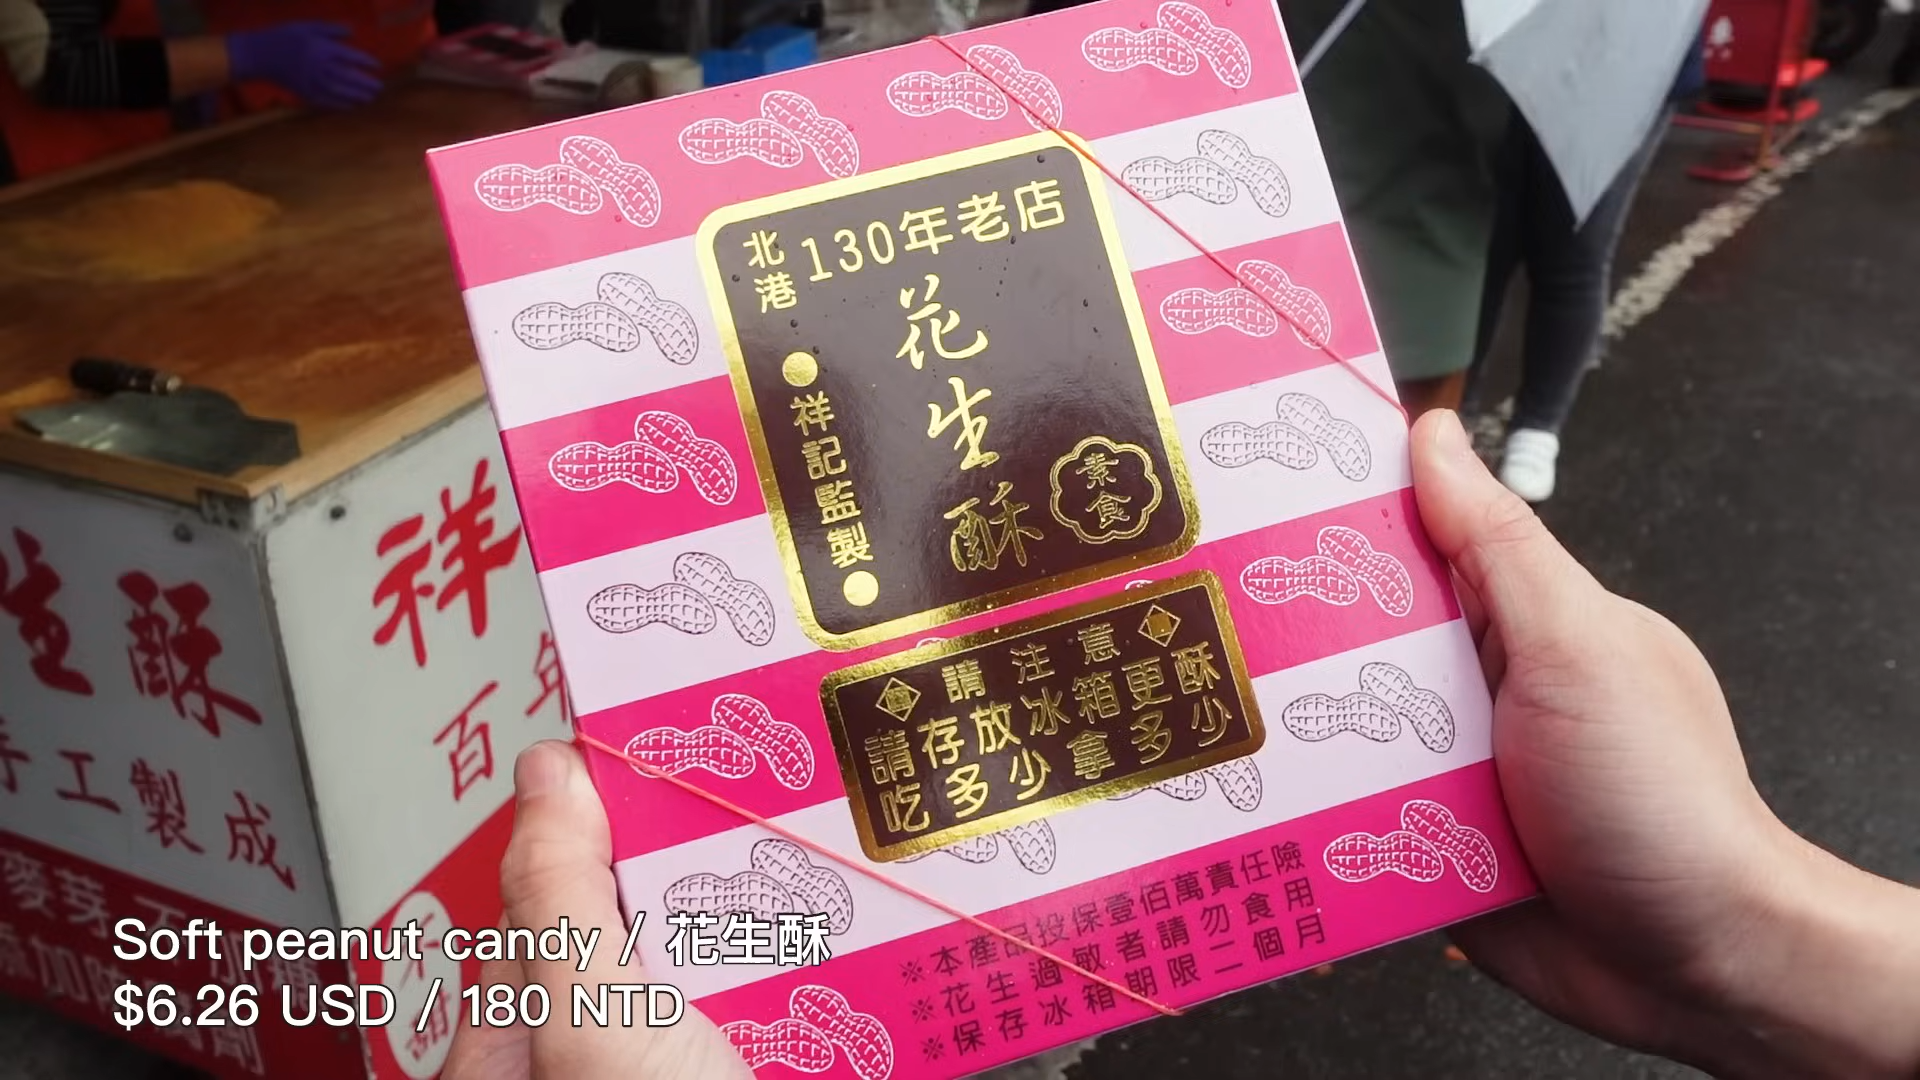 北港
130年老店
花生酥
祥記監製
素食
請注意
請存放冰箱更酥
吃多少拿多少
※本產品投保壹佰萬責任險
※花生過敏者請勿食用
※保存冰箱期限二個月
生酥
手工製成
祥
百年
麥芽
添加
Soft peanut candy / 花生酥
$6.26 USD / 180 NTD